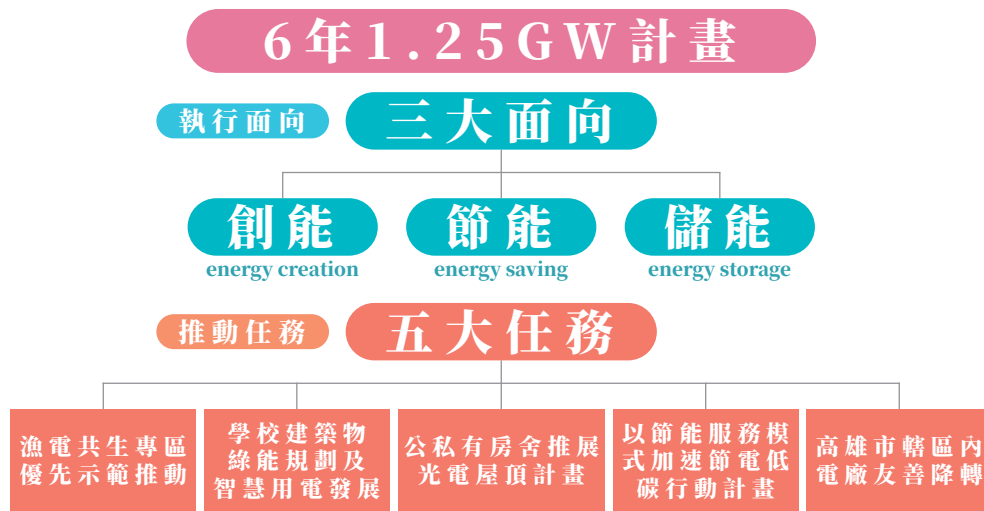 6年1.25GW計畫
執行面向
三大面向
創能
節能
儲能
energy creation
energy saving
energy storage
推動任務
五大任務
漁電共生專區
優先示範推動
學校建築物
綠能規劃及
智慧用電發展
公私有房舍推展
光電屋頂計畫
以節能服務模
式加速節電低
碳行動計畫
高雄市轄區內
電廠友善降轉